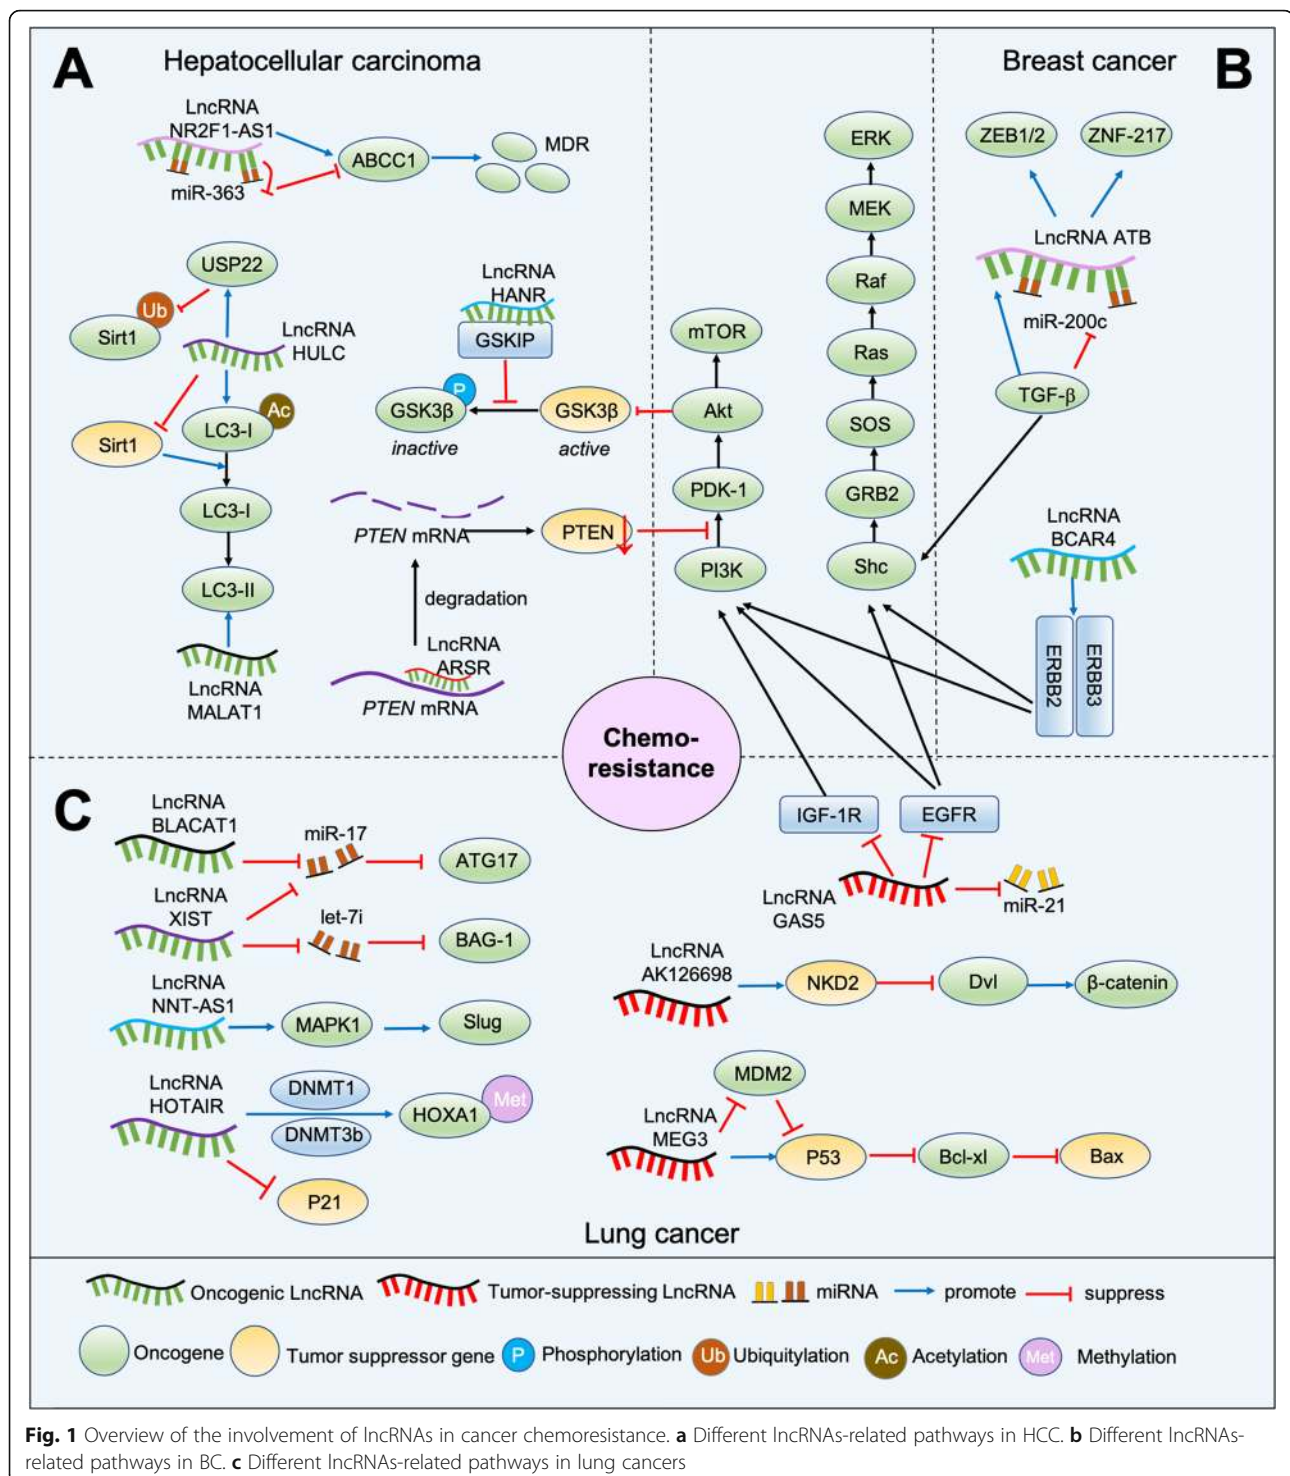 A
Hepatocellular carcinoma
LncRNA
NR2F1-AS1
miR-363
ABCC1
MDR
USP22
Ub
Sirt1
LncRNA
HULC
Ac
LC3-I
Sirt1
LC3-I
LC3-II
LncRNA
MALAT1
LncRNA
HANR
GSKIP
P
GSK3β
inactive
GSK3β
active
PTEN mRNA
PTEN
degradation
LncRNA
ARSR
PTEN mRNA
mTOR
Akt
PDK-1
PI3K
ERK
MEK
Raf
Ras
SOS
GRB2
Shc
Breast cancer
B
ZEB1/2
ZNF-217
LncRNA ATB
miR-200c
TGF-β
LncRNA
BCAR4
ERBB2
ERBB3
Chemo-
resistance
C
LncRNA
BLACAT1
miR-17
ATG17
LncRNA
XIST
let-7i
BAG-1
LncRNA
NNT-AS1
MAPK1
Slug
LncRNA
HOTAIR
DNMT1
DNMT3b
HOXA1
Met
P21
IGF-1R
EGFR
LncRNA
GAS5
miR-21
LncRNA
AK126698
NKD2
Dvl
β-catenin
MDM2
LncRNA
MEG3
P53
Bcl-xl
Bax
Lung cancer
Oncogenic LncRNA
Tumor-suppressing LncRNA
miRNA
promote
suppress
Oncogene
Tumor suppressor gene
P
Phosphorylation
Ub
Ubiquitylation
Ac
Acetylation
Met
Methylation
Fig. 1 Overview of the involvement of lncRNAs in cancer chemoresistance. a Different lncRNAs-related pathways in HCC. b Different lncRNAs-
related pathways in BC. c Different lncRNAs-related pathways in lung cancers